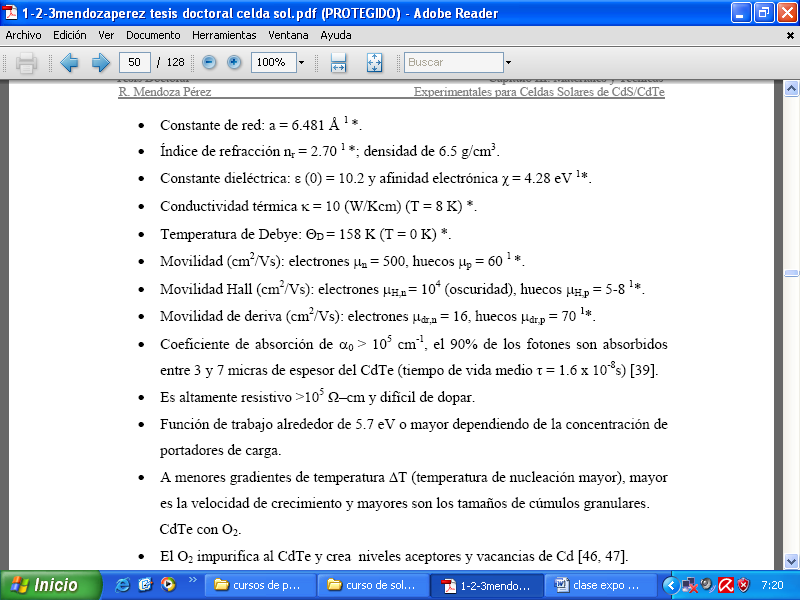 1-2-3mendozaperez tesis doctoral celda sol.pdf (PROTEGIDO) - Adobe Reader
Archivo Edición Ver Documento Herramientas Ventana Ayuda
50 / 128 100% Buscar
R. Mendoza Pérez Experimentales para Celdas Solares de CdS/CdTe
• Constante de red: a = 6.481 Å ¹ *.
• Índice de refracción nᵣ = 2.70 ¹ *; densidad de 6.5 g/cm³.
• Constante dieléctrica: ε (0) = 10.2 y afinidad electrónica χ = 4.28 eV ¹*.
• Conductividad térmica κ = 10 (W/Kcm) (T = 8 K) *.
• Temperatura de Debye: ΘD = 158 K (T = 0 K) *.
• Movilidad (cm²/Vs): electrones μn = 500, huecos μp = 60 ¹ *.
• Movilidad Hall (cm²/Vs): electrones μH,n = 10⁴ (oscuridad), huecos μH,p = 5-8 ¹*.
• Movilidad de deriva (cm²/Vs): electrones μdr,n = 16, huecos μdr,p = 70 ¹*.
• Coeficiente de absorción de α₀ > 10⁵ cm⁻¹, el 90% de los fotones son absorbidos
entre 3 y 7 micras de espesor del CdTe (tiempo de vida medio τ = 1.6 x 10⁻⁸s) [39].
• Es altamente resistivo >10⁵ Ω–cm y difícil de dopar.
• Función de trabajo alrededor de 5.7 eV o mayor dependiendo de la concentración de
portadores de carga.
• A menores gradientes de temperatura ΔT (temperatura de nucleación mayor), mayor
es la velocidad de crecimiento y mayores son los tamaños de cúmulos granulares.
CdTe con O₂.
• El O₂ impurifica al CdTe y crea niveles aceptores y vacancias de Cd [46, 47].
Inicio » cursos de p... curso de sol... 1-2-3mendo... clase expo ... 7:20